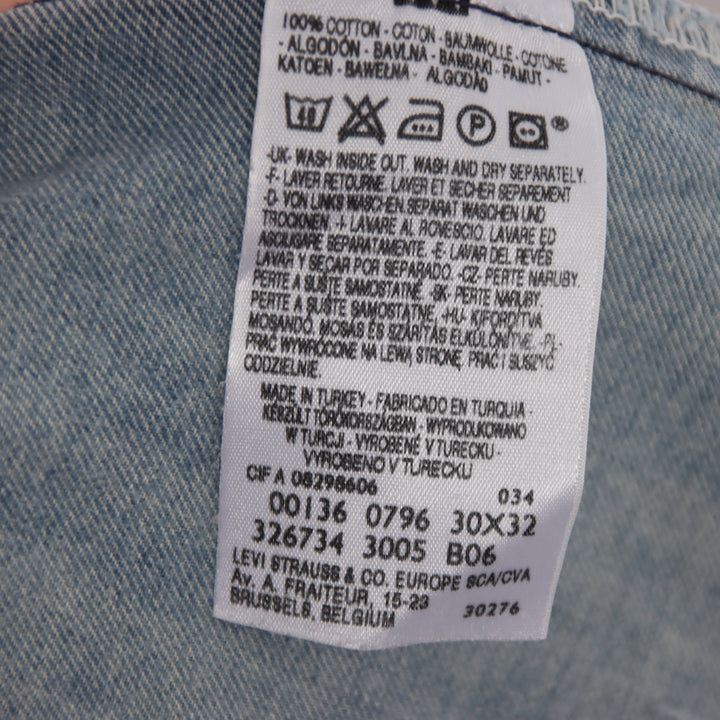 100% COTTON - COTON - BAUMWOLLE - COTONE
- ALGODÓN - BAVLNA - BAMBAKI - PAMUT -
KATOEN - BAWEŁNA - ALGODÃO
40 P ®
-UK- WASH INSIDE OUT. WASH AND DRY SEPARATELY.
-F- LAVER RETOURNE. LAVER ET SECHER SEPAREMENT
-D- VON LINKS WASCHEN. SEPARAT WASCHEN UND
TROCKNEN -I- LAVARE AL ROVESCIO. LAVARE ED
ASCIUGARE SEPARATAMENTE. -E- LAVAR DEL REVÉS
LAVAR Y SEÇAR POR SEPARADO. -CZ- PERTE NARUBY.
PERTE A SUŠTE SAMOSTATNĚ. -SK- PERTE NARUBY.
PERTE A SUŠTE SAMOSTATNE. -HU- KIFORDÍTVA
MOSANDÓ. MOSÁS ÉS SZÁRÍTÁS ELKÜLÖNÍTVE. -PL-
PRAĆ WYWRÓCONE NA LEWĄ STRONĘ, PRAĆ I SUSZYĆ
ODDZIELNIE.
MADE IN TURKEY - FABRICADO EN TURQUIA -
KÉSZÜLT TÖRÖKORSZÁGBAN - WYPRODUKOWANO
W TURCJI - VYROBENÉ V TURECKU -
VYROBENO V TURECKU
CIF A 08298606
034
00136 0796 30X32
326734 3005 B06
LEVI STRAUSS & CO. EUROPE SCA/CVA
Av. A. FRAITEUR, 15-23
BRUSSELS, BELGIUM 30276